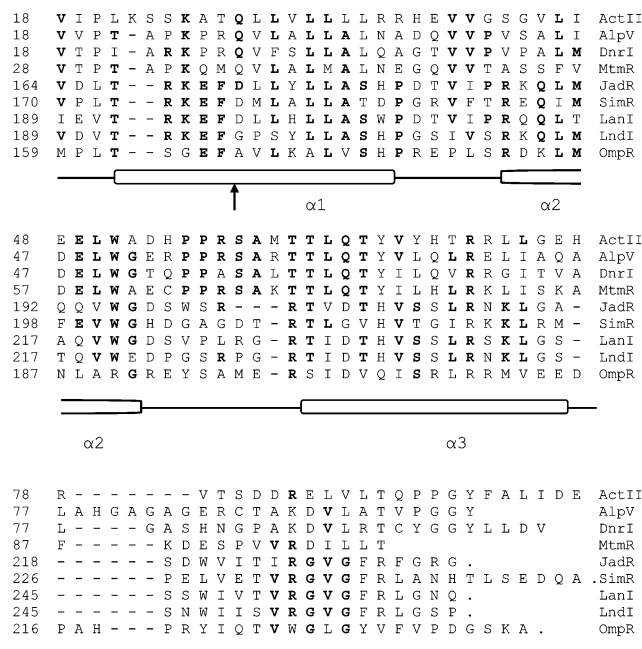 18 V I P L K S S K A T Q L L V L L L L R R H E V V G S G V L I ActII
18 V V P T - A P K P R Q V L A L L A L N A D Q V V P V S A L I AlpV
18 V T P I - A R K P R Q V F S L L A L Q A G T V V P V P A L M DnrI
28 V T P T - A P K Q M Q V L A L M A L N E G Q V V T A S S F V MtmR
164 V D L T - - R K E F D L L Y L L A S H P D T V I P R K Q L M JadR
170 V P L T - - R K E F D M L A L L T D S P G R V F T R E Q I M SimR
189 I E V T - - R K E F D L L H L L A S W P D T V I P R Q Q L T LanI
189 V D V T - - R K E F G P S Y L L A S H P G S I V S R K Q L M LndI
159 M P L T - - S G E F A V L K A L V S H P R E P L S R D K L M OmpR
α1 α2
48 E E L W A D H P P R S A M T T L Q T Y V Y H T R R L L G E H ActII
47 D E L W G E R P P R S A R T T L Q T Y V L Q L R E L I A Q A AlpV
47 D E L W G T Q P P A S A L T T L Q T Y I L Q V R R G I T V A DnrI
57 D E L W A E C P P R S A K T T L Q T Y I L H L R K L I S K A MtmR
192 Q Q V W G D S W S R - - - R T V D T H V S S L R N K L G A - JadR
198 F E V W G H D G A G D T - R T L G V H V T G I R K K L R M - SimR
217 A Q L W G D S V P L R G - R T I D T H V S S L R N K L G S - LanI
217 T Q V W E D P G S R P G - R T I D T H V S S L R N K L G S - LndI
187 N L A R G R E Y S A M E - R S I D V Q I S R L R R M V E E D OmpR
α2 α3
78 R - - - - - - - V T S D D R E L V L T Q P P G Y F A L I D E ActII
77 L A H G A G A G E R C T A K D V L A T V P G G Y AlpV
77 L - - - - G A S H N G P A K D V L R T C Y G G Y L L D V DnrI
87 F - - - - - K D E S P V V R D I L L T MtmR
218 - - - - - - S D W V I T I R G V G F R F G R G . JadR
226 - - - - - - P E L V E T V R G V G F R L A N H T L S E D Q A . SimR
245 - - - - - - S S W I V T V R G V G F R L G N Q . LanI
245 - - - - - - S N W I I S V R G V G F R L G S P . LndI
216 P A H - - - P R Y I Q T V W G L G Y V F V P D G S K A . OmpR